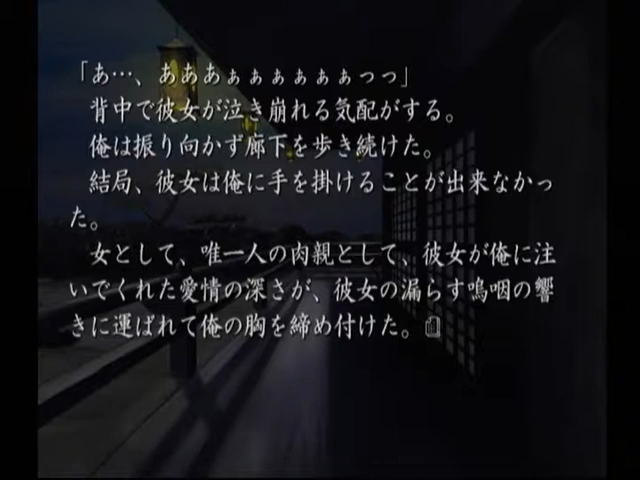 「あ…、あああぁぁぁぁぁぁっっ」
　背中で彼女が泣き崩れる気配がする。
　俺は振り向かず廊下を歩き続けた。
　結局、彼女は俺に手を掛けることが出来なかっ
た。
　女として、唯一人の肉親として、彼女が俺に注
いでくれた愛情の深さが、彼女の漏らす嗚咽の響
きに運ばれて俺の胸を締め付けた。